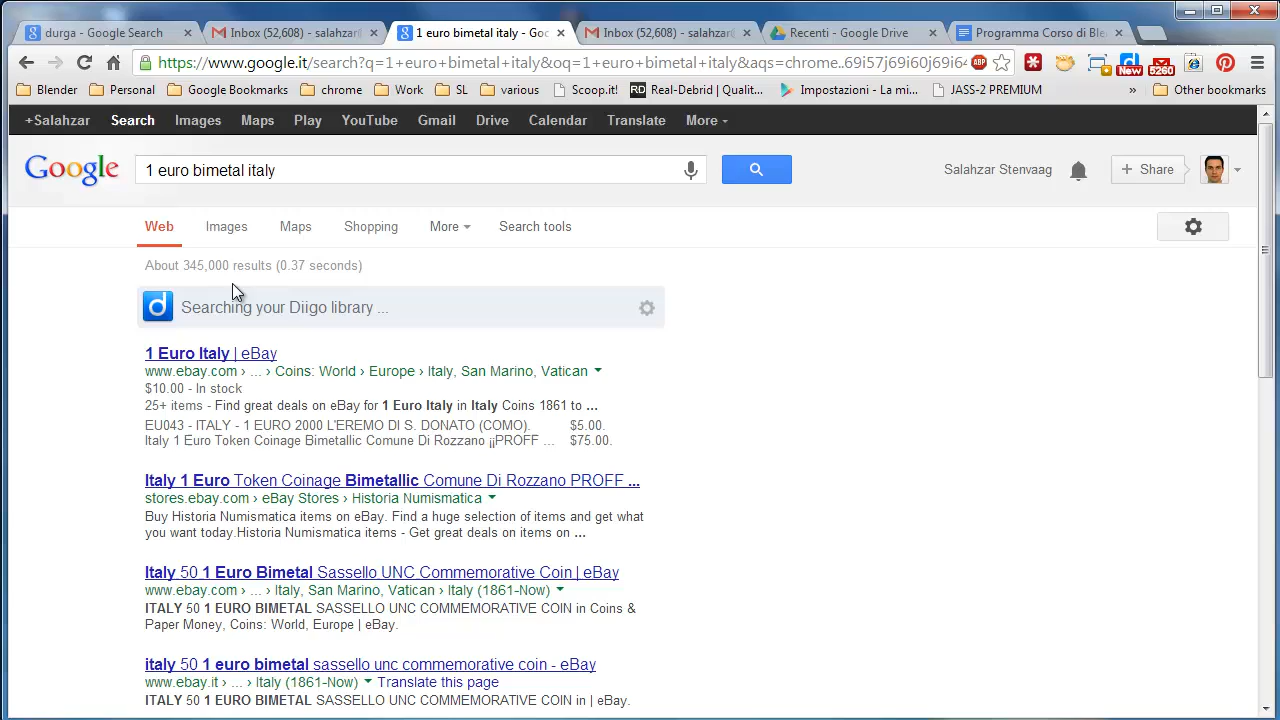 durga - Google Search
Inbox (52,608) - salahzar@
1 euro bimetal italy - Goo
Inbox (52,608) - salahzar@
Recenti - Google Drive
Programma Corso di Ble
https://www.google.it/search?q=1+euro+bimetal+italy&oq=1+euro+bimetal+italy&aqs=chrome..69i57j69i60j69i64
ABP
New
5260
Blender
Personal
Google Bookmarks
chrome
Work
SL
various
Scoop.it!
RD Real-Debrid | Qualit...
Impostazioni - La mi...
JASS-2 PREMIUM
»
Other bookmarks
+Salahzar
Search
Images
Maps
Play
YouTube
Gmail
Drive
Calendar
Translate
More
Google
1 euro bimetal italy
Salahzar Stenvaag
+ Share
Web
Images
Maps
Shopping
More
Search tools
About 345,000 results (0.37 seconds)
d Searching your Diigo library ...
1 Euro Italy | eBay
www.ebay.com › ... › Coins: World › Europe › Italy, San Marino, Vatican
$10.00 - In stock
25+ items - Find great deals on eBay for 1 Euro Italy in Italy Coins 1861 to ...
EU043 - ITALY - 1 EURO 2000 L'EREMO DI S. DONATO (COMO). $5.00.
Italy 1 Euro Token Coinage Bimetallic Comune Di Rozzano ¡¡PROFF ... $75.00.
Italy 1 Euro Token Coinage Bimetallic Comune Di Rozzano PROFF ...
stores.ebay.com › eBay Stores › Historia Numismatica
Buy Historia Numismatica items on eBay. Find a huge selection of items and get what
you want today.Historia Numismatica items - Get great deals on items on ...
Italy 50 1 Euro Bimetal Sassello UNC Commemorative Coin | eBay
www.ebay.com › ... › Italy, San Marino, Vatican › Italy (1861-Now)
ITALY 50 1 EURO BIMETAL SASSELLO UNC COMMEMORATIVE COIN in Coins &
Paper Money, Coins: World, Europe | eBay.
italy 50 1 euro bimetal sassello unc commemorative coin - eBay
www.ebay.it › ... › Italy (1861-Now) Translate this page
ITALY 50 1 EURO BIMETAL SASSELLO UNC COMMEMORATIVE COIN in | eBay.